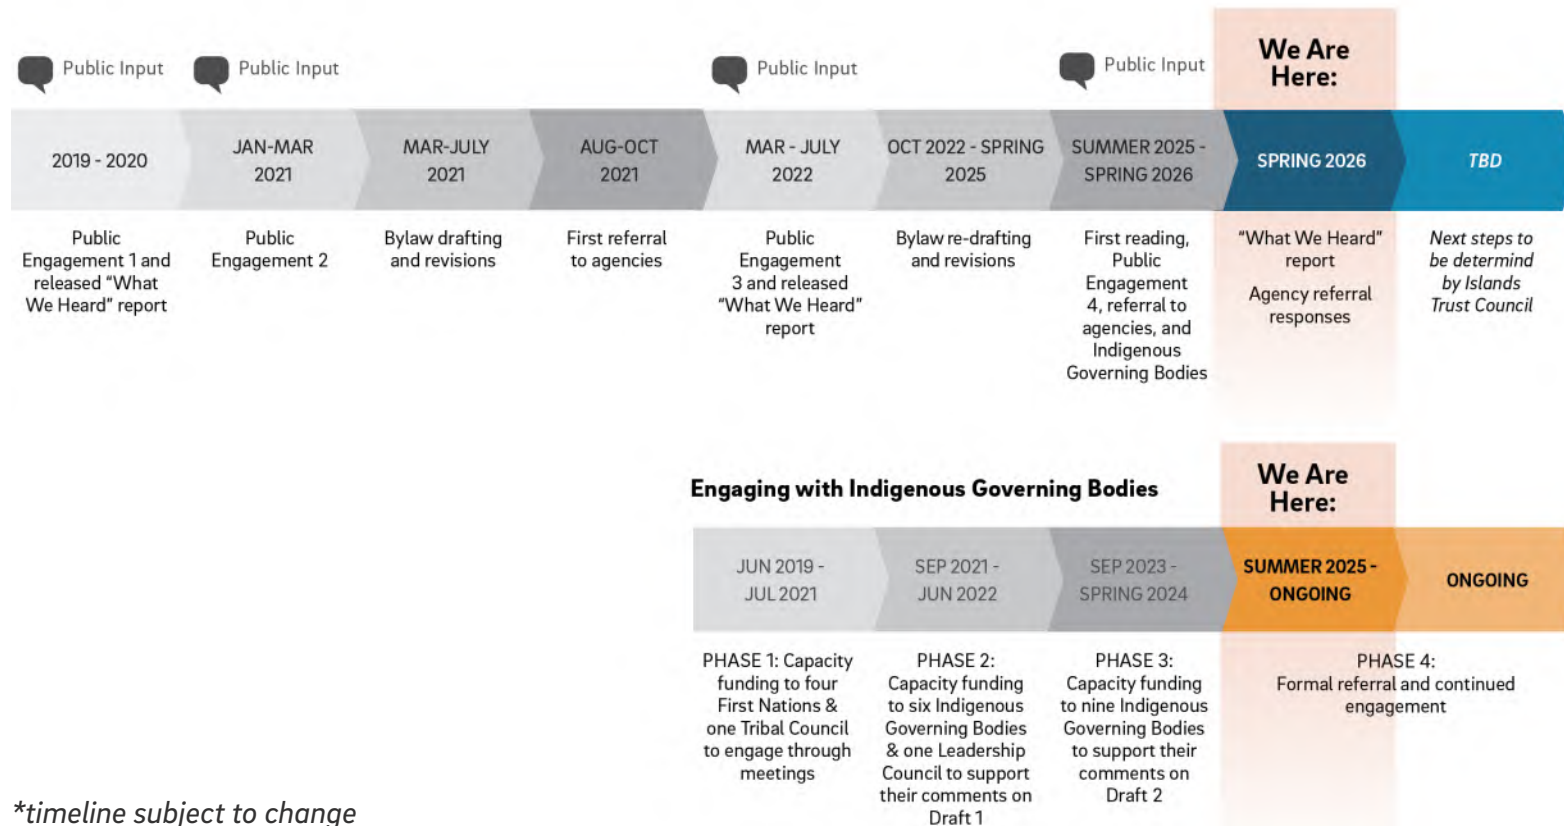 Public Input
Public Input
Public Input
Public Input
We Are
Here:
2019 - 2020
JAN-MAR
2021
MAR-JULY
2021
AUG-OCT
2021
MAR - JULY
2022
OCT 2022 - SPRING
2025
SUMMER 2025 -
SPRING 2026
SPRING 2026
TBD
Public
Engagement 1 and
released “What
We Heard” report
Public
Engagement 2
Bylaw drafting
and revisions
First referral
to agencies
Public
Engagement
3 and released
“What We Heard”
report
Bylaw re-drafting
and revisions
First reading,
Public
Engagement
4, referral to
agencies, and
Indigenous
Governing Bodies
“What We Heard”
report
Agency referral
responses
Next steps to
be determind
by Islands
Trust Council
Engaging with Indigenous Governing Bodies
We Are
Here:
JUN 2019 -
JUL 2021
SEP 2021 -
JUN 2022
SEP 2023 -
SPRING 2024
SUMMER 2025 -
ONGOING
ONGOING
PHASE 1: Capacity
funding to four
First Nations &
one Tribal Council
to engage through
meetings
PHASE 2:
Capacity funding
to six Indigenous
Governing Bodies
& one Leadership
Council to support
their comments on
Draft 1
PHASE 3:
Capacity funding
to nine Indigenous
Governing Bodies
to support their
comments on
Draft 2
PHASE 4:
Formal referral and continued
engagement
*timeline subject to change